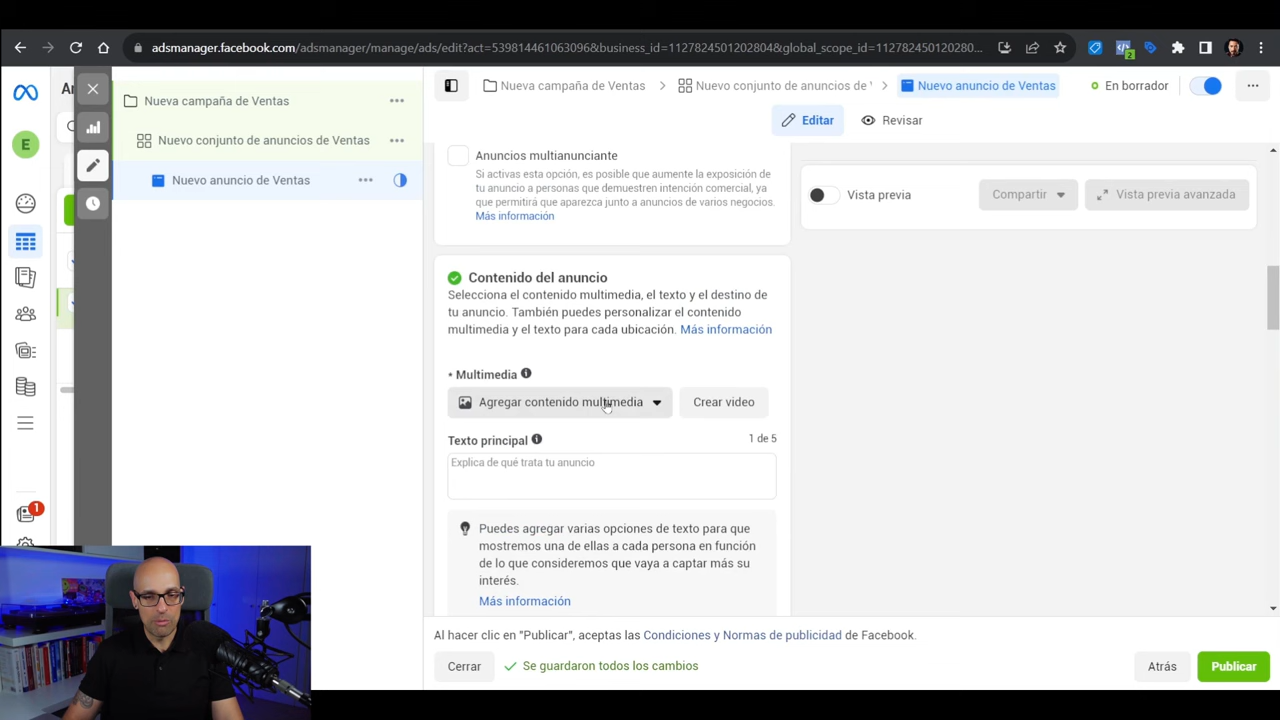 adsmanager.facebook.com/adsmanager/manage/ads/edit?act=539814461063096&business_id=1127824501202804&global_scope_id=112782450120280...
2
Nueva campaña de Ventas
Nueva campaña de Ventas
Nuevo conjunto de anuncios de
Nuevo anuncio de Ventas
En borrador
E
Nuevo conjunto de anuncios de Ventas
Nuevo anuncio de Ventas
Editar
Revisar
Anuncios multianunciante
Si activas esta opción, es posible que aumente la exposición de
tu anuncio a personas que demuestren intención comercial, ya
que permitirá que aparezca junto a anuncios de varios negocios.
Más información
Vista previa
Compartir
Vista previa avanzada
Contenido del anuncio
Selecciona el contenido multimedia, el texto y el destino de
tu anuncio. También puedes personalizar el contenido
multimedia y el texto para cada ubicación. Más información
* Multimedia
Agregar contenido multimedia
Crear video
Texto principal
1 de 5
Explica de qué trata tu anuncio
Puedes agregar varias opciones de texto para que
mostremos una de ellas a cada persona en función
de lo que consideremos que vaya a captar más su
interés.
Más información
1
Al hacer clic en "Publicar", aceptas las Condiciones y Normas de publicidad de Facebook.
Cerrar
Se guardaron todos los cambios
Atrás
Publicar